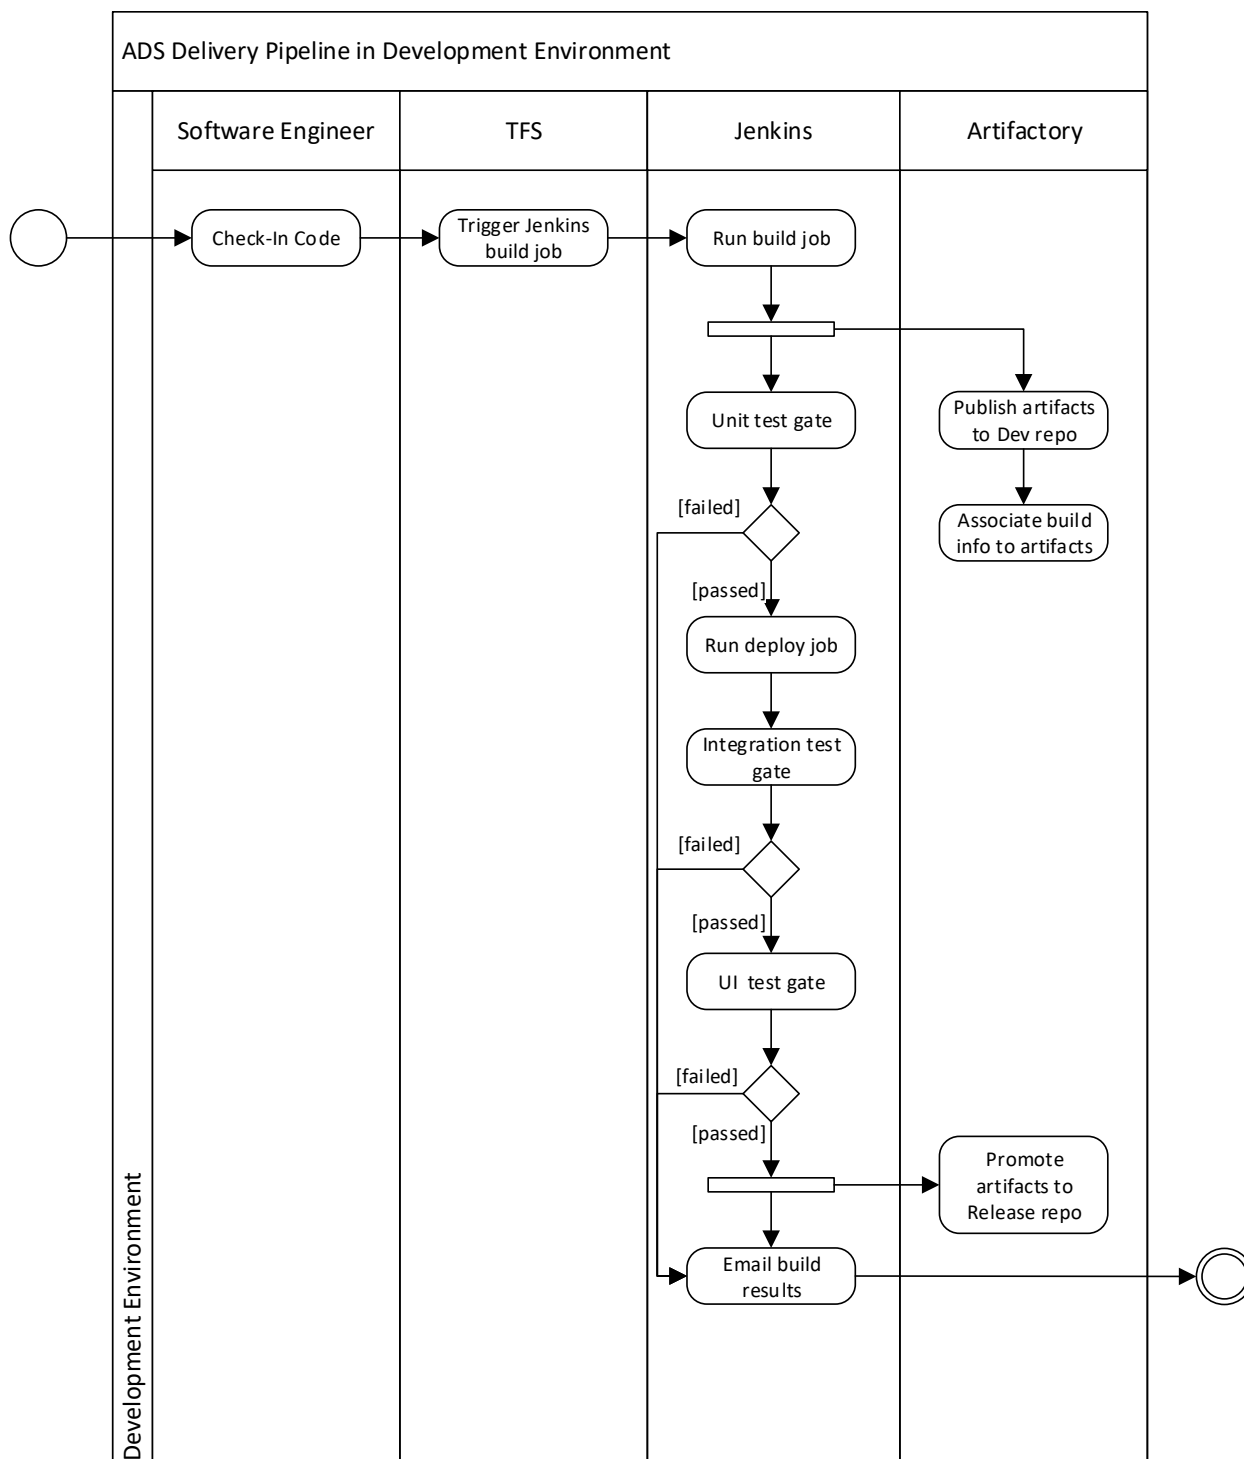 ADS Delivery Pipeline in Development Environment
Software Engineer
TFS
Jenkins
Artifactory
Check-In Code
Trigger Jenkins
build job
Run build job
Unit test gate
Publish artifacts
to Dev repo
[failed]
Associate build
info to artifacts
[passed]
Run deploy job
Integration test
gate
[failed]
[passed]
UI test gate
[failed]
[passed]
Promote
artifacts to
Release repo
Email build
results
Development Environment